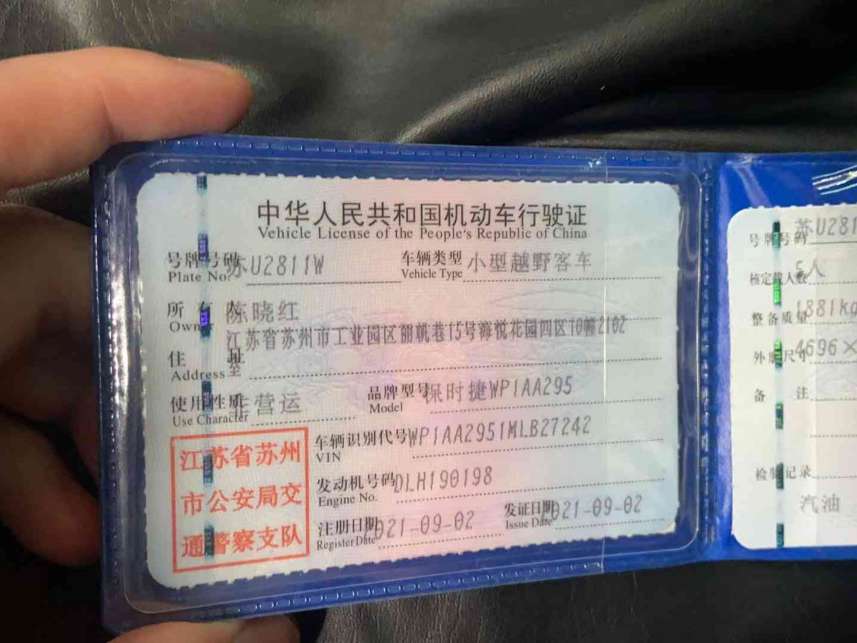 中华人民共和国机动车行驶证
Vehicle License of the People's Republic of China
号牌号码 苏U2811W 车辆类型 小型越野客车
Plate No. Vehicle Type
所有人 陈晓红
Owner
江苏省苏州市工业园区 巷15号海悦花园四区10幢2102
住址 室
Address
使用性质 非营运 品牌型号 保时捷WP1AA295
Use Character Model
车辆识别代号 WP1AA2951MLB27242
VIN
发动机号码 DLH190198
Engine No.
注册日期 021-09-02 发证日期 021-09-02
Register Date Issue Date
江苏省苏州
市公安局交
通警察支队
号牌号码 苏U281
核定载人数 5人
整备质量 1881kg
外廓尺寸 4696×
备注
检验记录
汽油